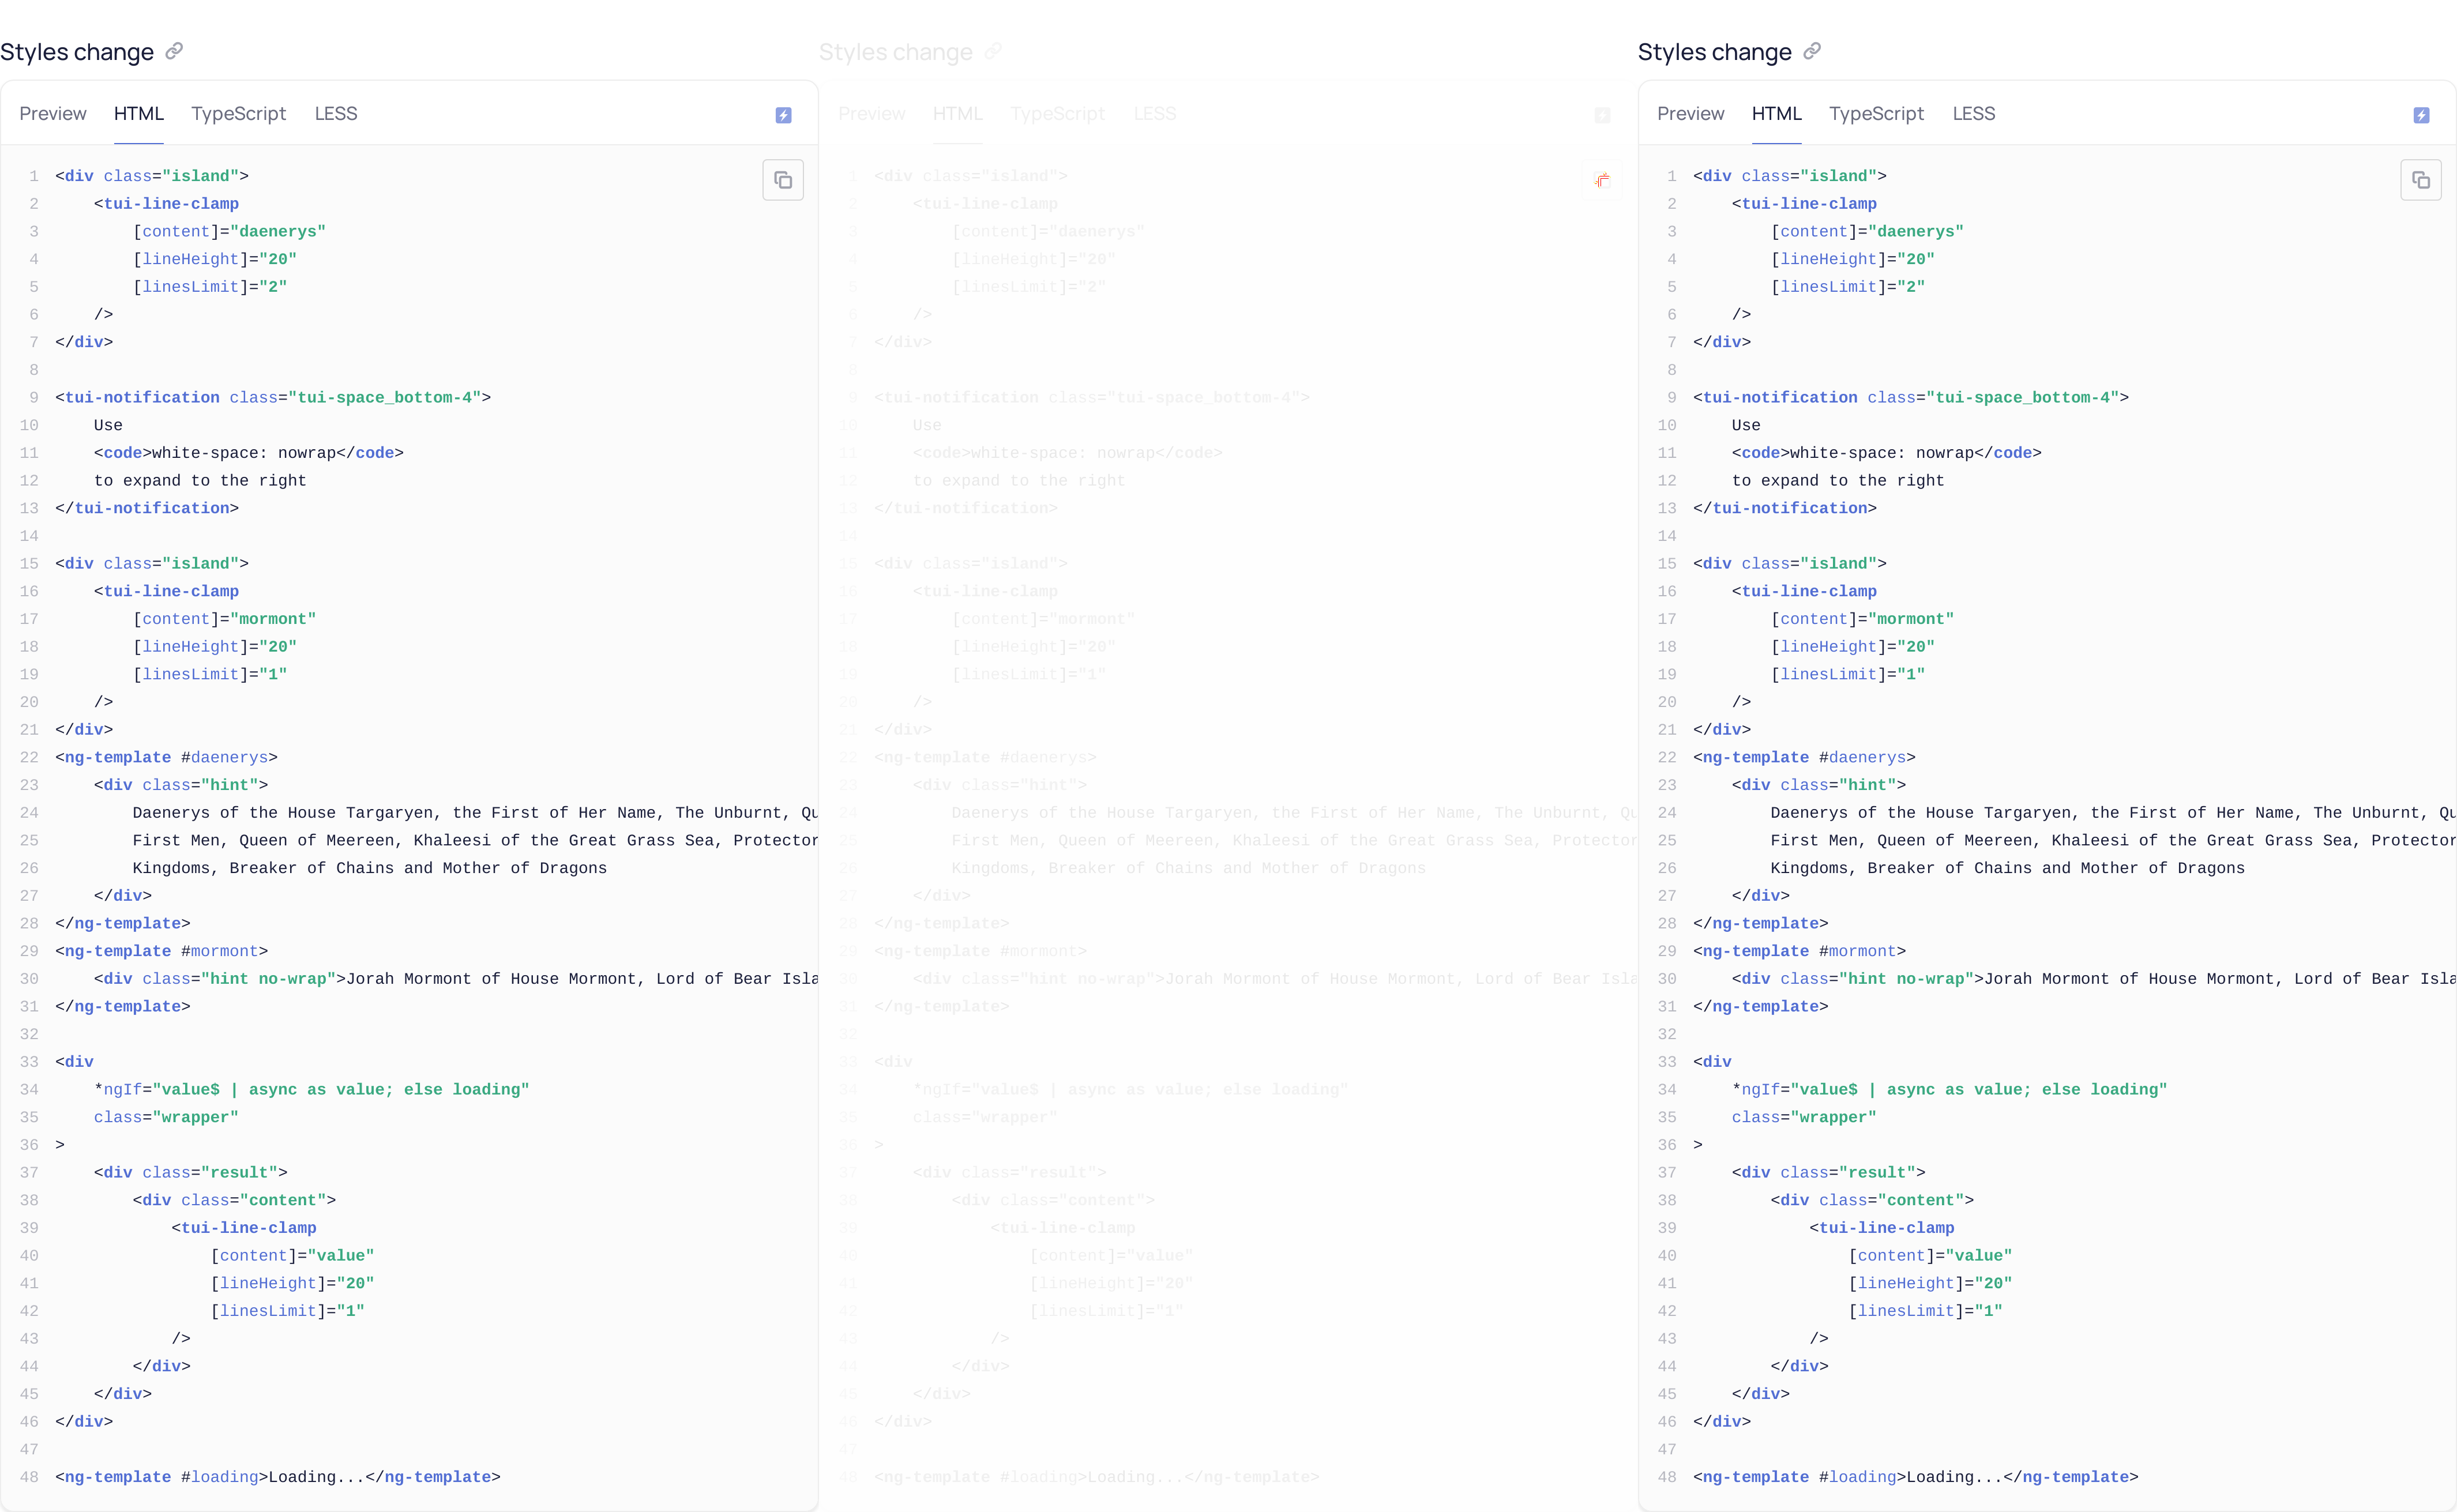 Styles change
Preview HTML TypeScript LESS
1 <div class="island">
2 <tui-line-clamp
3 [content]="daenerys"
4 [lineHeight]="20"
5 [linesLimit]="2"
6 />
7 </div>
8
9 <tui-notification class="tui-space_bottom-4">
10 Use
11 <code>white-space: nowrap</code>
12 to expand to the right
13 </tui-notification>
14
15 <div class="island">
16 <tui-line-clamp
17 [content]="mormont"
18 [lineHeight]="20"
19 [linesLimit]="1"
20 />
21 </div>
22 <ng-template #daenerys>
23 <div class="hint">
24 Daenerys of the House Targaryen, the First of Her Name, The Unburnt, Qu
25 First Men, Queen of Meereen, Khaleesi of the Great Grass Sea, Protector
26 Kingdoms, Breaker of Chains and Mother of Dragons
27 </div>
28 </ng-template>
29 <ng-template #mormont>
30 <div class="hint no-wrap">Jorah Mormont of House Mormont, Lord of Bear Isla
31 </ng-template>
32
33 <div
34 *ngIf="value$ | async as value; else loading"
35 class="wrapper"
36 >
37 <div class="result">
38 <div class="content">
39 <tui-line-clamp
40 [content]="value"
41 [lineHeight]="20"
42 [linesLimit]="1"
43 />
44 </div>
45 </div>
46 </div>
47
48 <ng-template #loading>Loading...</ng-template>
Styles change
Preview HTML TypeScript LESS
1 <div class="island">
2 <tui-line-clamp
3 [content]="daenerys"
4 [lineHeight]="20"
5 [linesLimit]="2"
6 />
7 </div>
8
9 <tui-notification class="tui-space_bottom-4">
10 Use
11 <code>white-space: nowrap</code>
12 to expand to the right
13 </tui-notification>
14
15 <div class="island">
16 <tui-line-clamp
17 [content]="mormont"
18 [lineHeight]="20"
19 [linesLimit]="1"
20 />
21 </div>
22 <ng-template #daenerys>
23 <div class="hint">
24 Daenerys of the House Targaryen, the First of Her Name, The Unburnt, Qu
25 First Men, Queen of Meereen, Khaleesi of the Great Grass Sea, Protector
26 Kingdoms, Breaker of Chains and Mother of Dragons
27 </div>
28 </ng-template>
29 <ng-template #mormont>
30 <div class="hint no-wrap">Jorah Mormont of House Mormont, Lord of Bear Isla
31 </ng-template>
32
33 <div
34 *ngIf="value$ | async as value; else loading"
35 class="wrapper"
36 >
37 <div class="result">
38 <div class="content">
39 <tui-line-clamp
40 [content]="value"
41 [lineHeight]="20"
42 [linesLimit]="1"
43 />
44 </div>
45 </div>
46 </div>
47
48 <ng-template #loading>Loading...</ng-template>
Styles change
Preview HTML TypeScript LESS
1 <div class="island">
2 <tui-line-clamp
3 [content]="daenerys"
4 [lineHeight]="20"
5 [linesLimit]="2"
6 />
7 </div>
8
9 <tui-notification class="tui-space_bottom-4">
10 Use
11 <code>white-space: nowrap</code>
12 to expand to the right
13 </tui-notification>
14
15 <div class="island">
16 <tui-line-clamp
17 [content]="mormont"
18 [lineHeight]="20"
19 [linesLimit]="1"
20 />
21 </div>
22 <ng-template #daenerys>
23 <div class="hint">
24 Daenerys of the House Targaryen, the First of Her Name, The Unburnt, Qu
25 First Men, Queen of Meereen, Khaleesi of the Great Grass Sea, Protector
26 Kingdoms, Breaker of Chains and Mother of Dragons
27 </div>
28 </ng-template>
29 <ng-template #mormont>
30 <div class="hint no-wrap">Jorah Mormont of House Mormont, Lord of Bear Isla
31 </ng-template>
32
33 <div
34 *ngIf="value$ | async as value; else loading"
35 class="wrapper"
36 >
37 <div class="result">
38 <div class="content">
39 <tui-line-clamp
40 [content]="value"
41 [lineHeight]="20"
42 [linesLimit]="1"
43 />
44 </div>
45 </div>
46 </div>
47
48 <ng-template #loading>Loading...</ng-template>